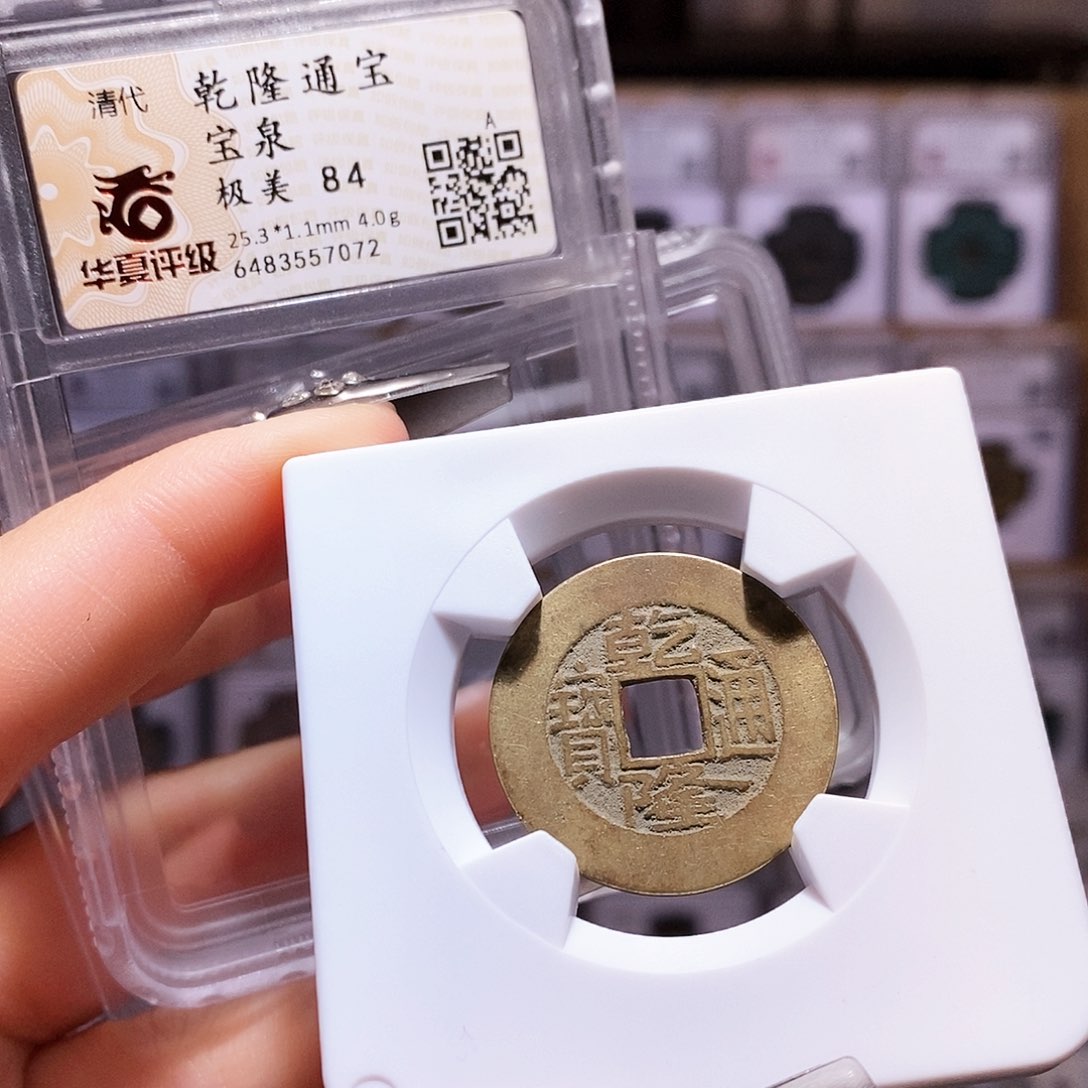 清代 乾隆通宝
宝泉
极美 84
25.3*1.1mm 4.0g
华夏评级 6483557072
A
乾隆通寶